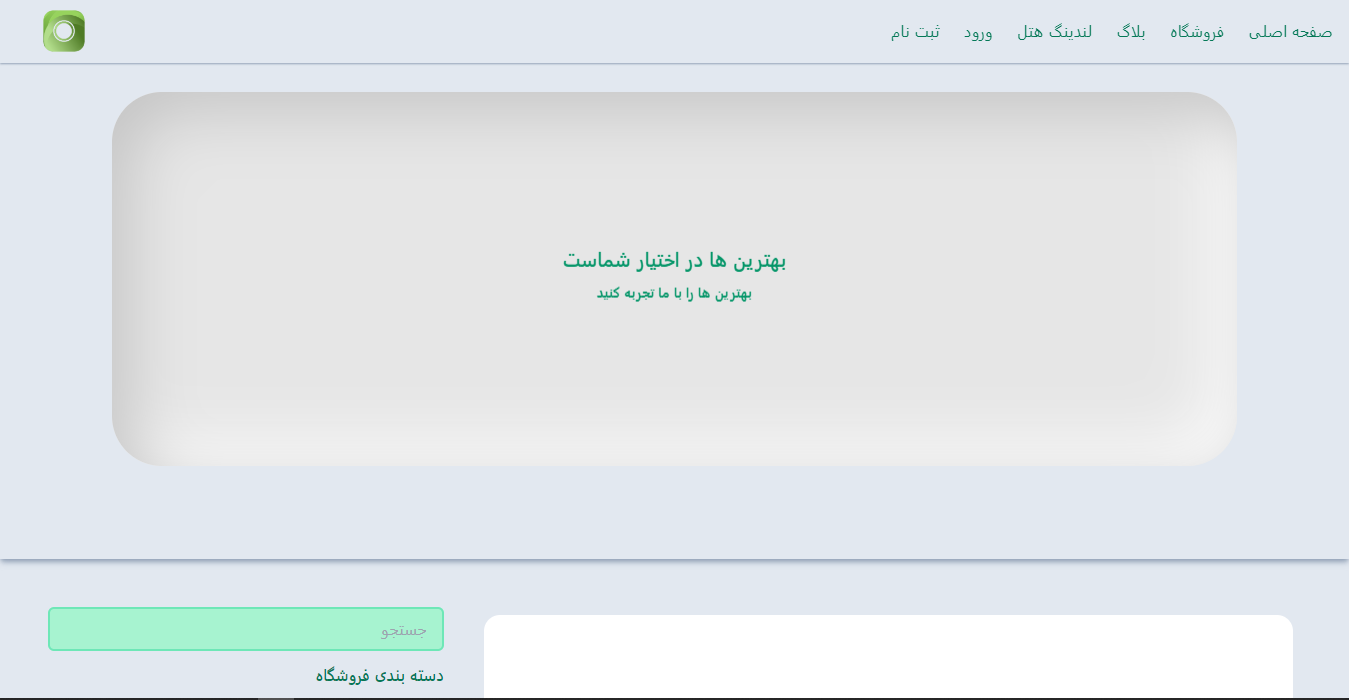 صفحه اصلی فروشگاه بلاگ لندینگ هتل ورود ثبت نام
بهترین ها در اختیار شماست
بهترین ها را با ما تجربه کنید
جستجو
دسته بندی فروشگاه